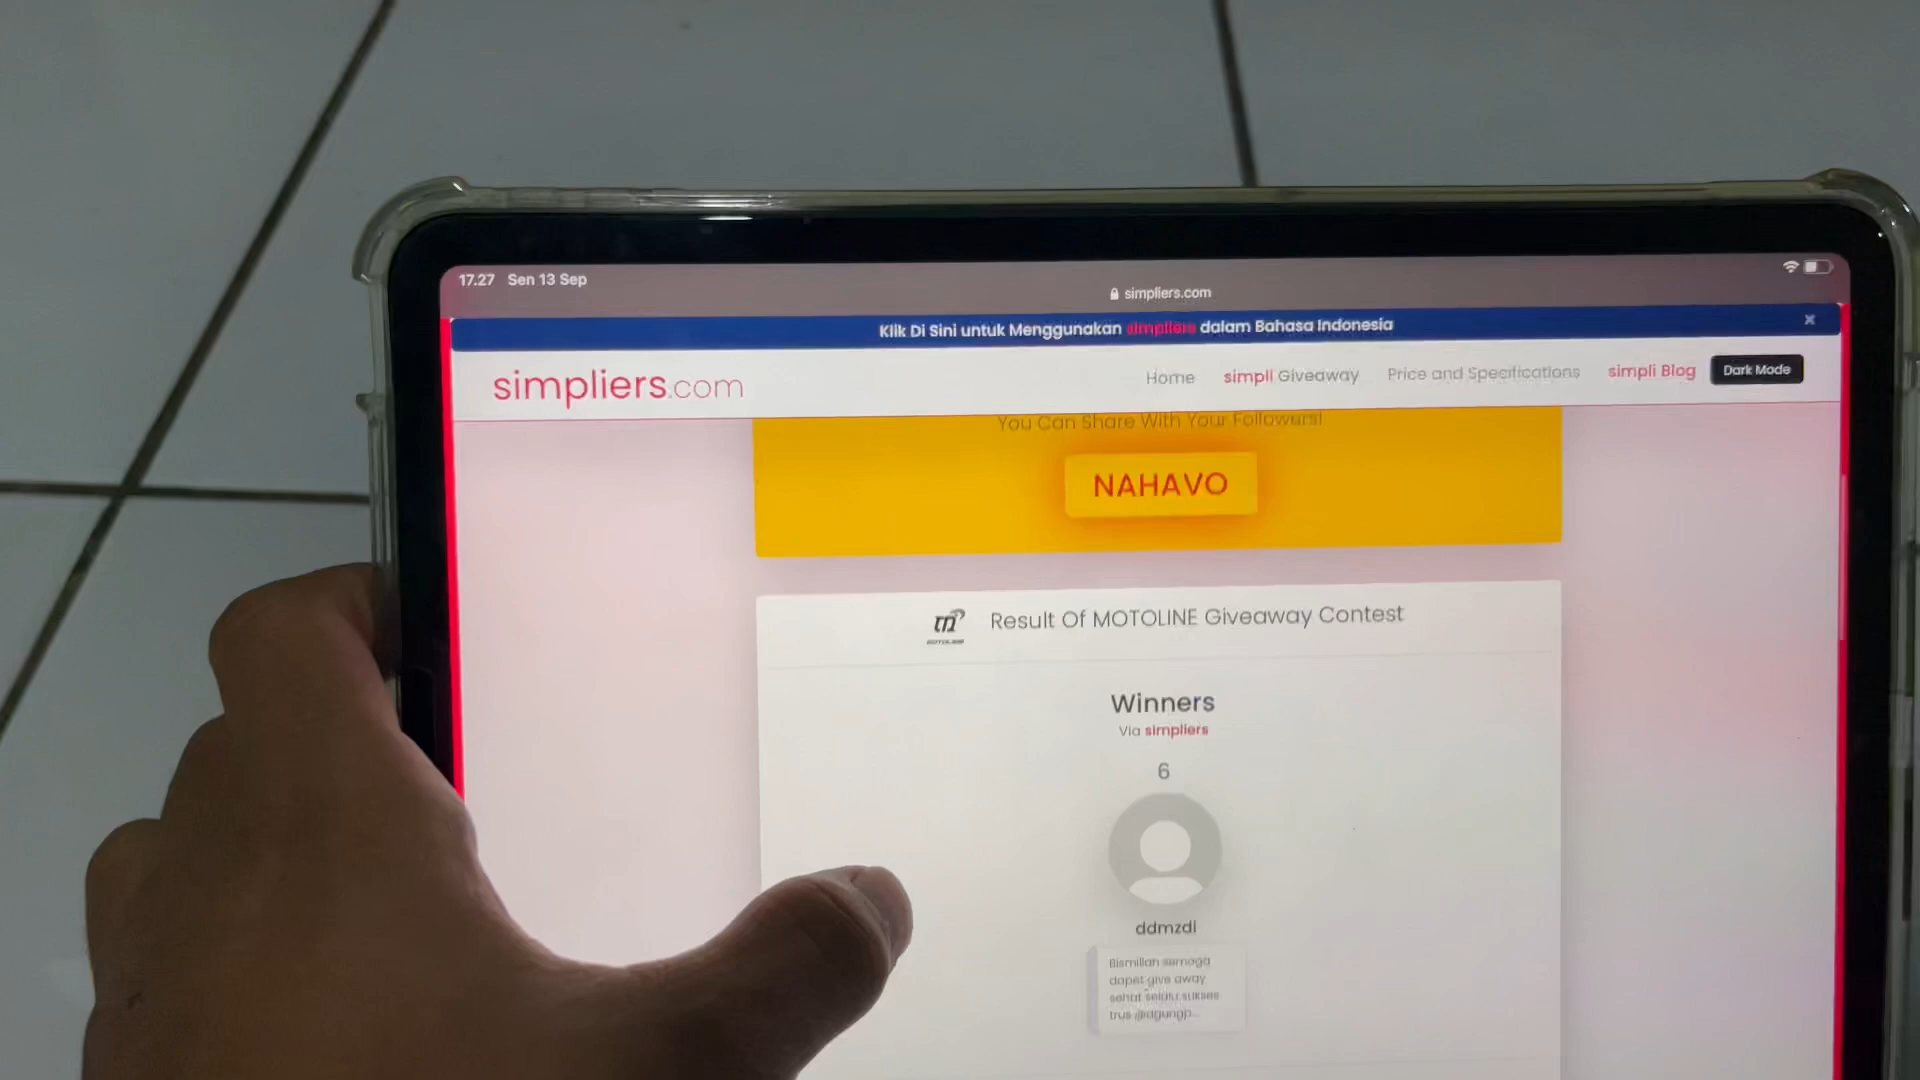 17.27 Sen 13 Sep
simpliers.com
Klik Di Sini untuk Menggunakan simpliers dalam Bahasa Indonesia ×
simpliers.com Home simpli Giveaway Price and Specifications simpli Blog Dark Mode
You Can Share With Your Followers!
NAHAVO
MOTOLINE Result Of MOTOLINE Giveaway Contest
Winners
Via simpliers
6
ddmzdi
Bismillah semoga
dapet give away
sehat selalu sukses
trus @agungp...